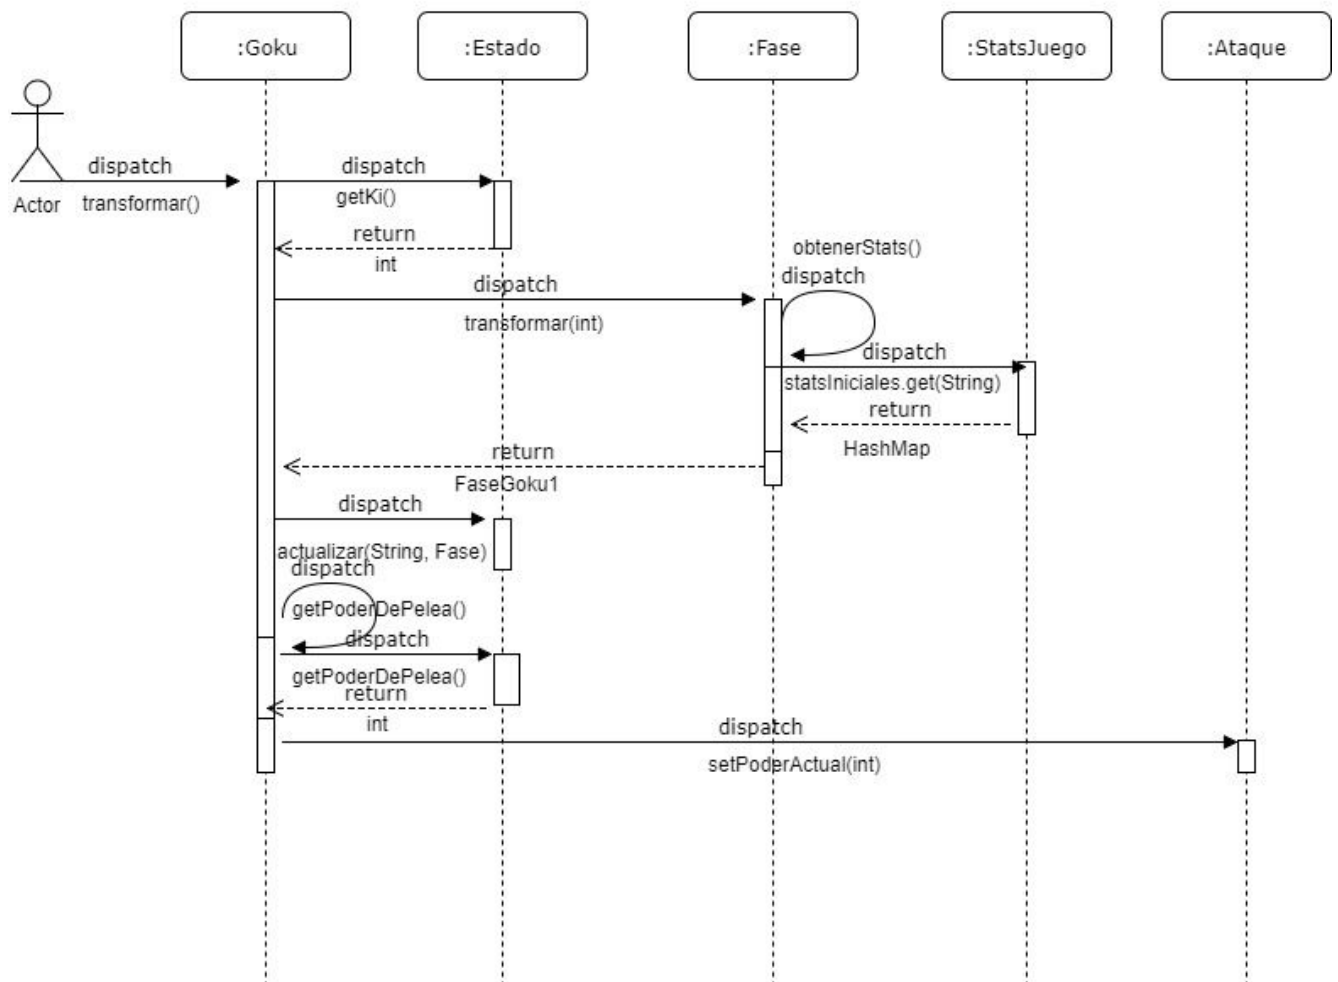 :Goku
:Estado
:Fase
:StatsJuego
:Ataque
dispatch
transformar()
Actor
dispatch
getKi()
return
int
obtenerStats()
dispatch
dispatch
transformar(int)
dispatch
statsIniciales.get(String)
return
HashMap
return
FaseGoku1
dispatch
actualizar(String, Fase)
dispatch
getPoderDePelea()
dispatch
getPoderDePelea()
return
int
dispatch
setPoderActual(int)